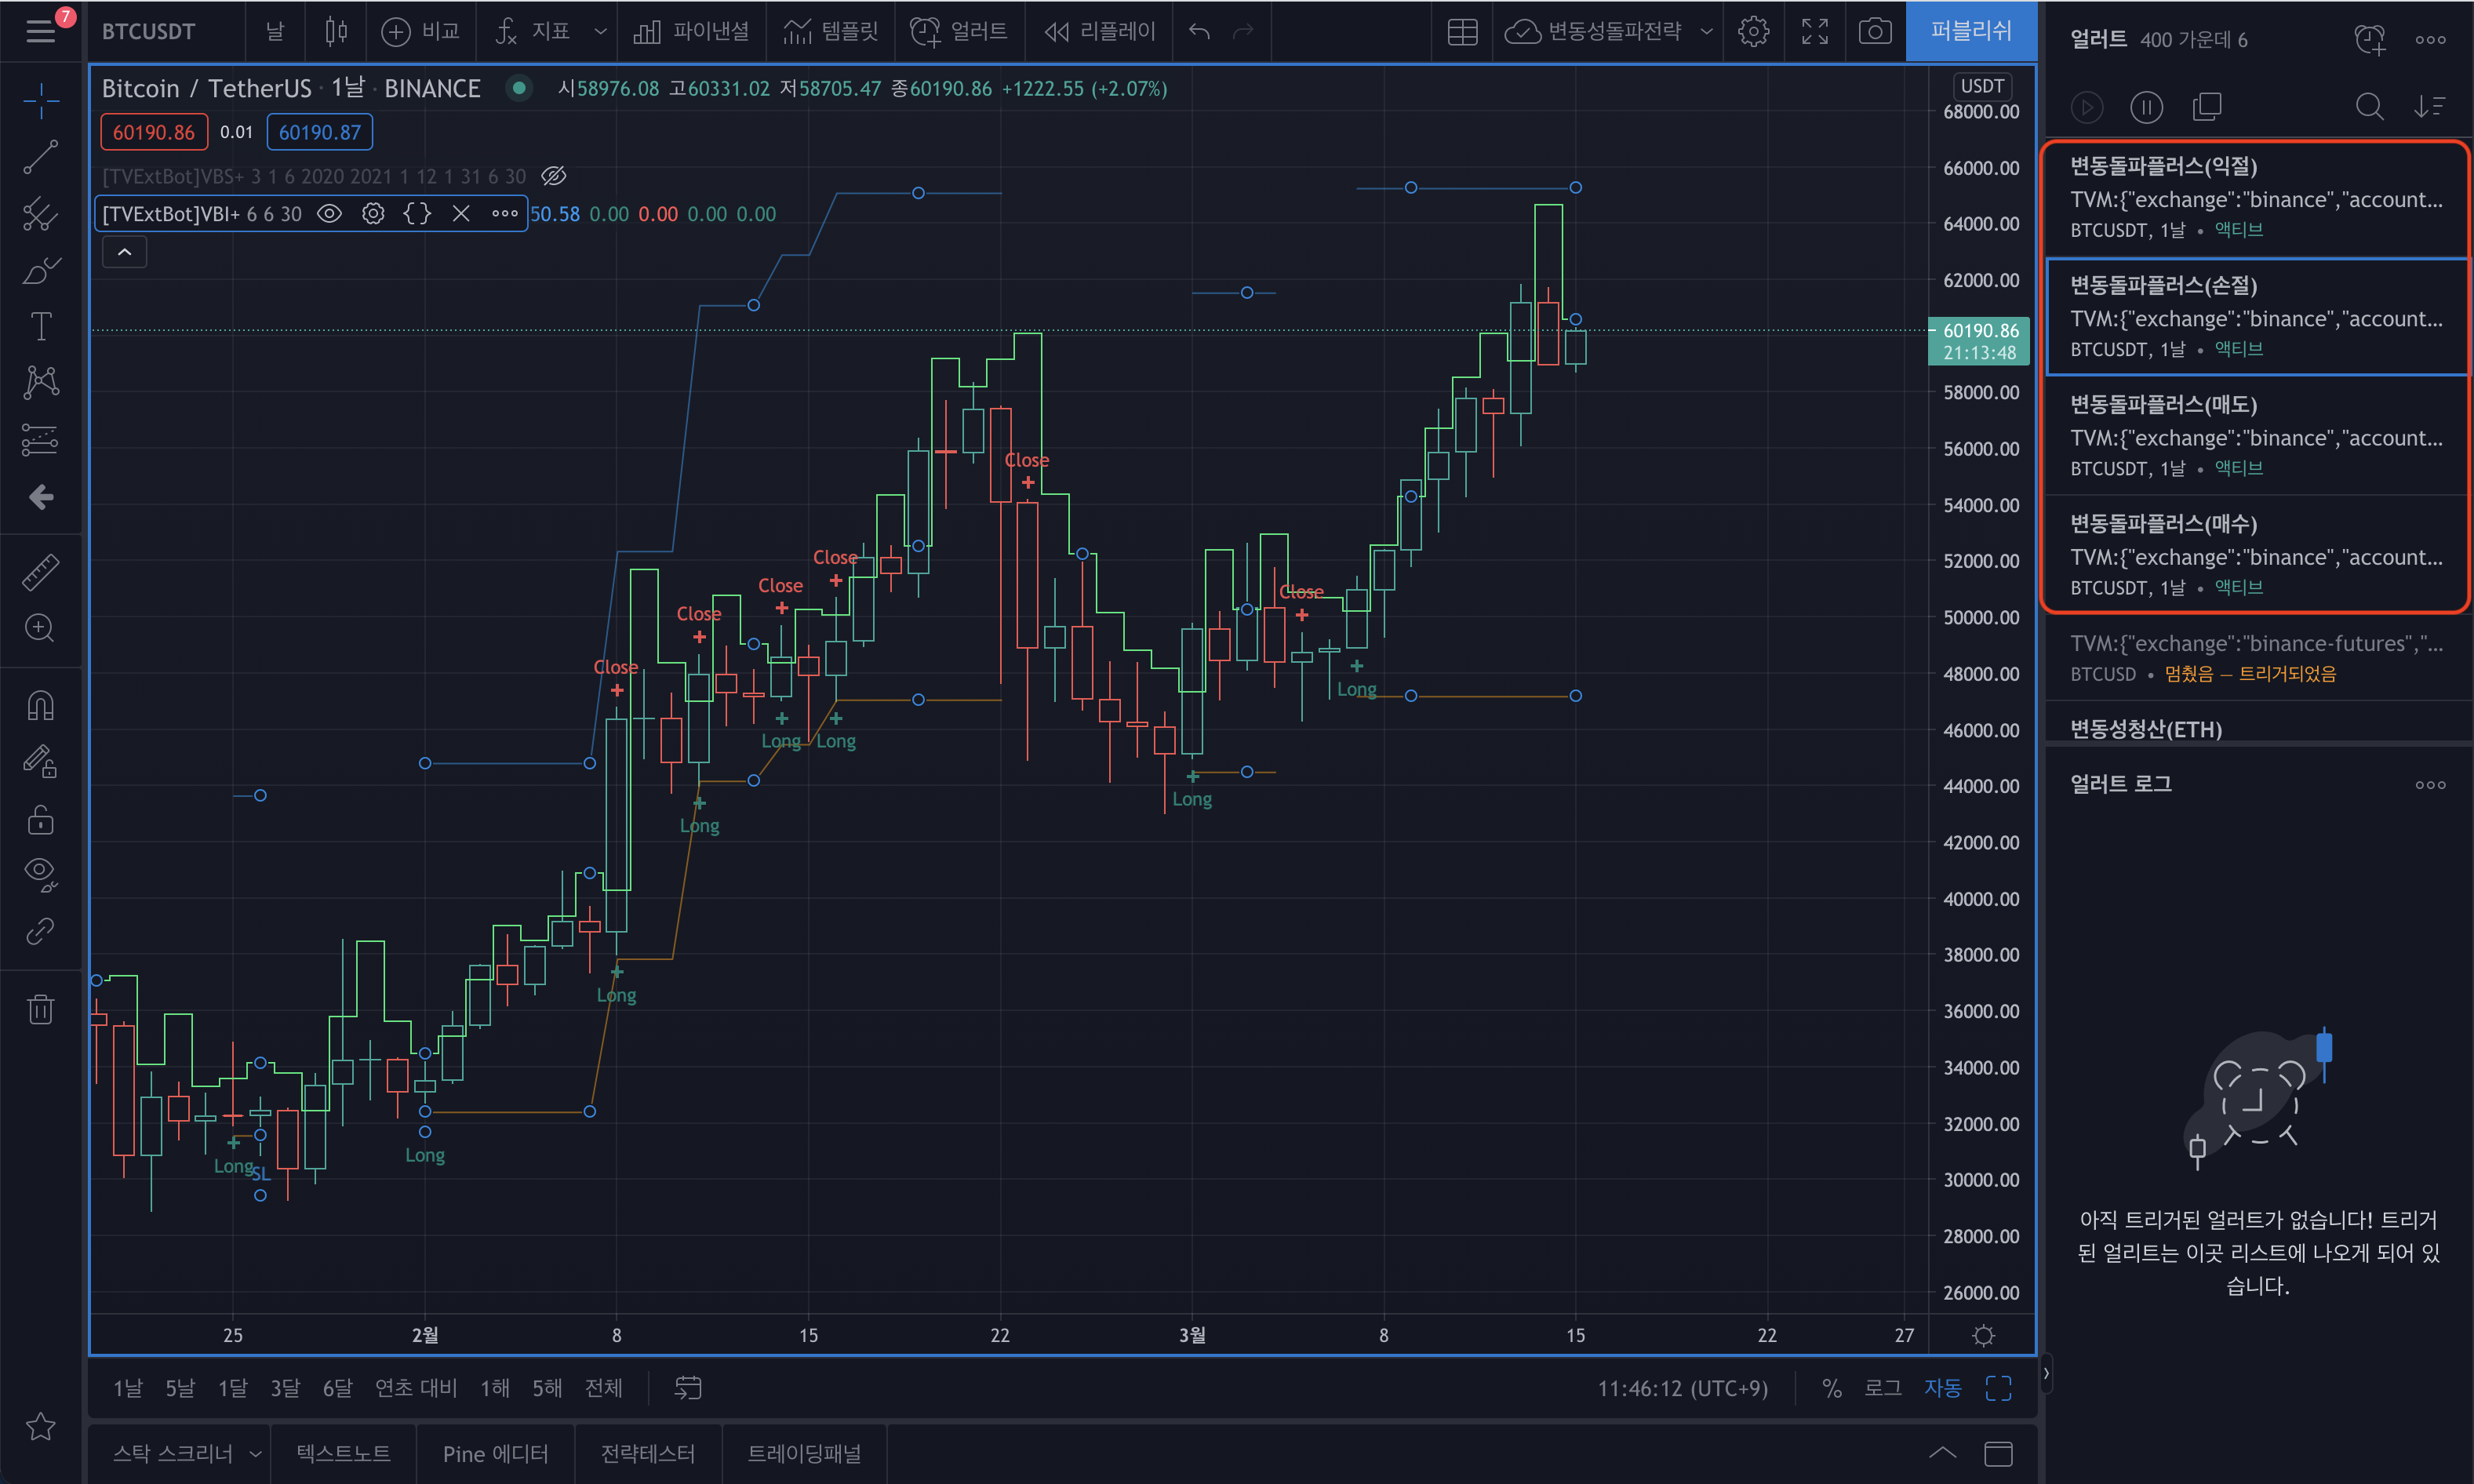 7
BTCUSDT
날
비교
지표
파이낸셜
템플릿
얼러트
리플레이
변동성돌파전략
퍼블리쉬
Bitcoin / TetherUS · 1날 · BINANCE
시58976.08 고60331.02 저58705.47 종60190.86 +1222.55 (+2.07%)
60190.86 0.01 60190.87
[TVExtBot]VBS+ 3 1 6 2020 2021 1 12 1 31 6 30
[TVExtBot]VBI+ 6 6 30
50.58 0.00 0.00 0.00 0.00
Close
Close
Close
Close
Close
Close
Long
SL
Long
Long
Long
Long
Long
Long
Long
USDT
68000.00
66000.00
64000.00
62000.00
60190.86
21:13:48
58000.00
56000.00
54000.00
52000.00
50000.00
48000.00
46000.00
44000.00
42000.00
40000.00
38000.00
36000.00
34000.00
32000.00
30000.00
28000.00
26000.00
25
2월
8
15
22
3월
8
15
22
27
1날 5날 1달 3달 6달 연초 대비 1해 5해 전체
11:46:12 (UTC+9)
%
로그
자동
스탁 스크리너
텍스트노트
Pine 에디터
전략테스터
트레이딩패널
얼러트 400 가운데 6
변동돌파플러스(익절)
TVM:{"exchange":"binance","account...
BTCUSDT, 1날 • 액티브
변동돌파플러스(손절)
TVM:{"exchange":"binance","account...
BTCUSDT, 1날 • 액티브
변동돌파플러스(매도)
TVM:{"exchange":"binance","account...
BTCUSDT, 1날 • 액티브
변동돌파플러스(매수)
TVM:{"exchange":"binance","account...
BTCUSDT, 1날 • 액티브
TVM:{"exchange":"binance-futures","...
BTCUSD • 멈췄음 — 트리거되었음
변동성청산(ETH)
얼러트 로그
아직 트리거된 얼러트가 없습니다! 트리거
된 얼리트는 이곳 리스트에 나오게 되어 있
습니다.